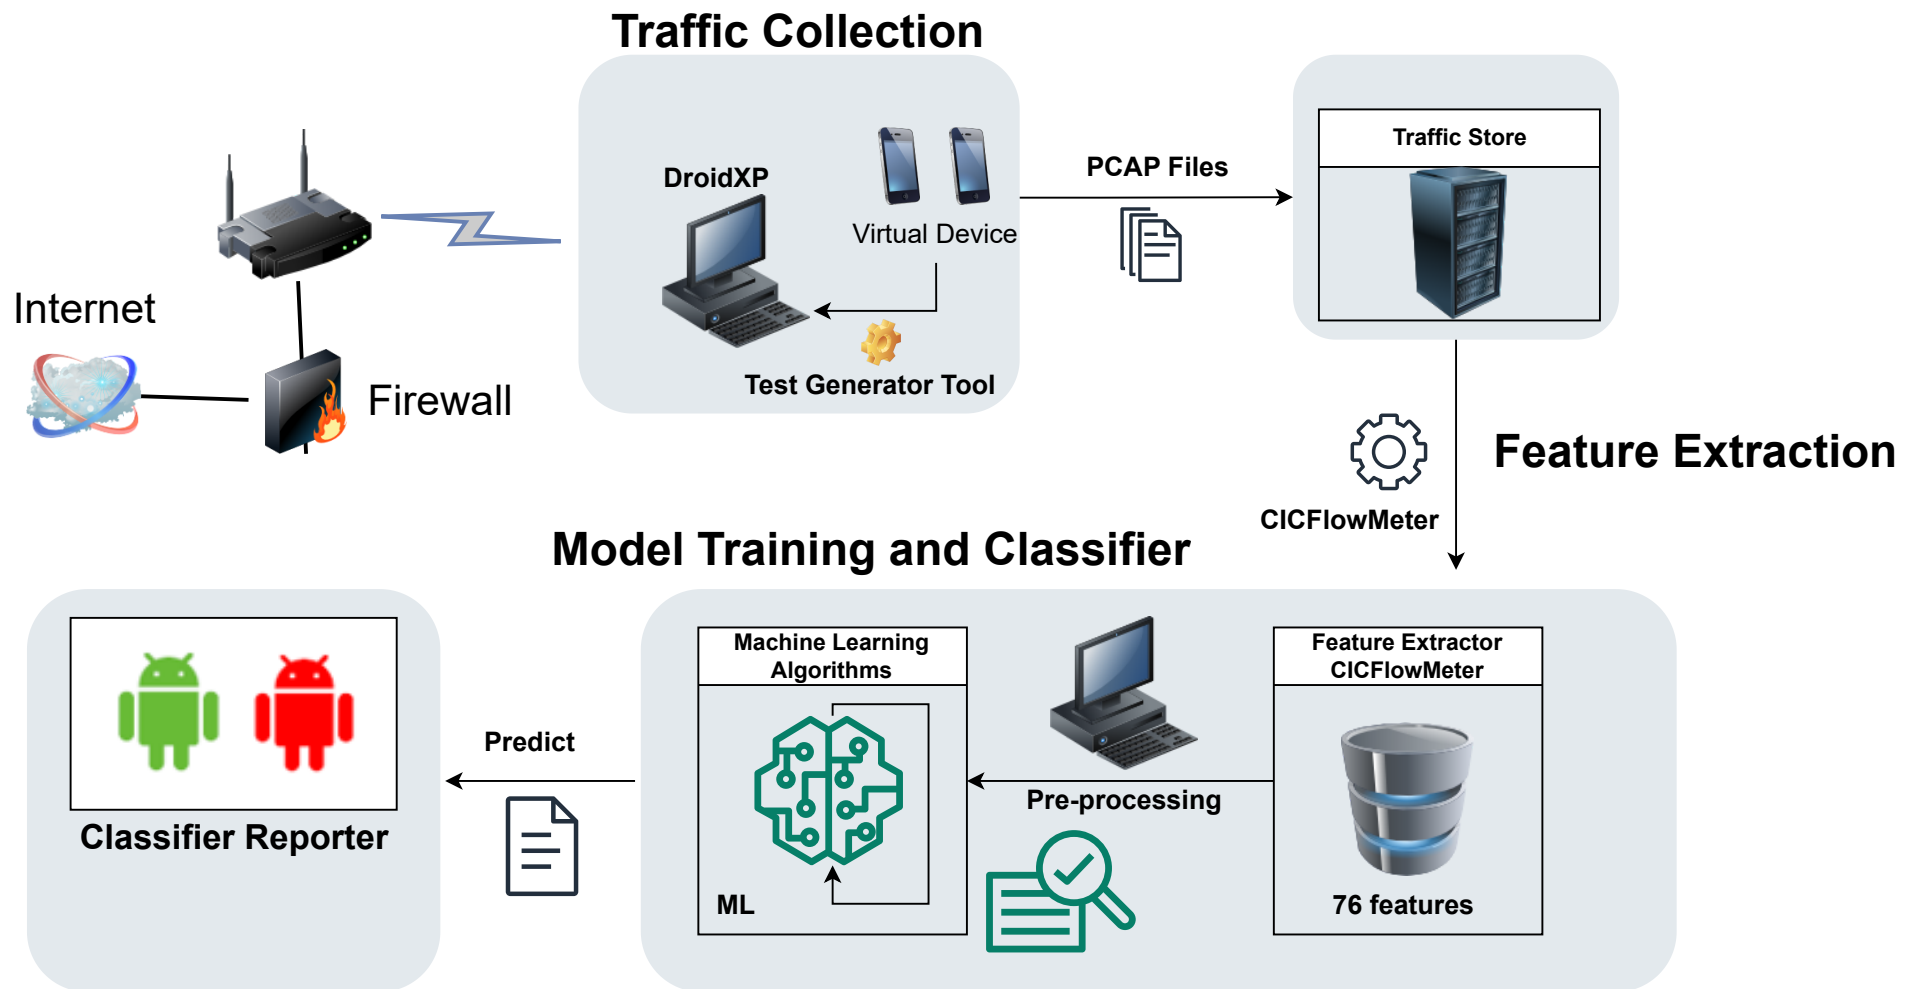 Traffic Collection
DroidXP
Virtual Device
Test Generator Tool
PCAP Files
Traffic Store
Internet
Firewall
Feature Extraction
CICFlowMeter
Model Training and Classifier
Feature Extractor
CICFlowMeter
76 features
Pre-processing
Machine Learning
Algorithms
ML
Predict
Classifier Reporter